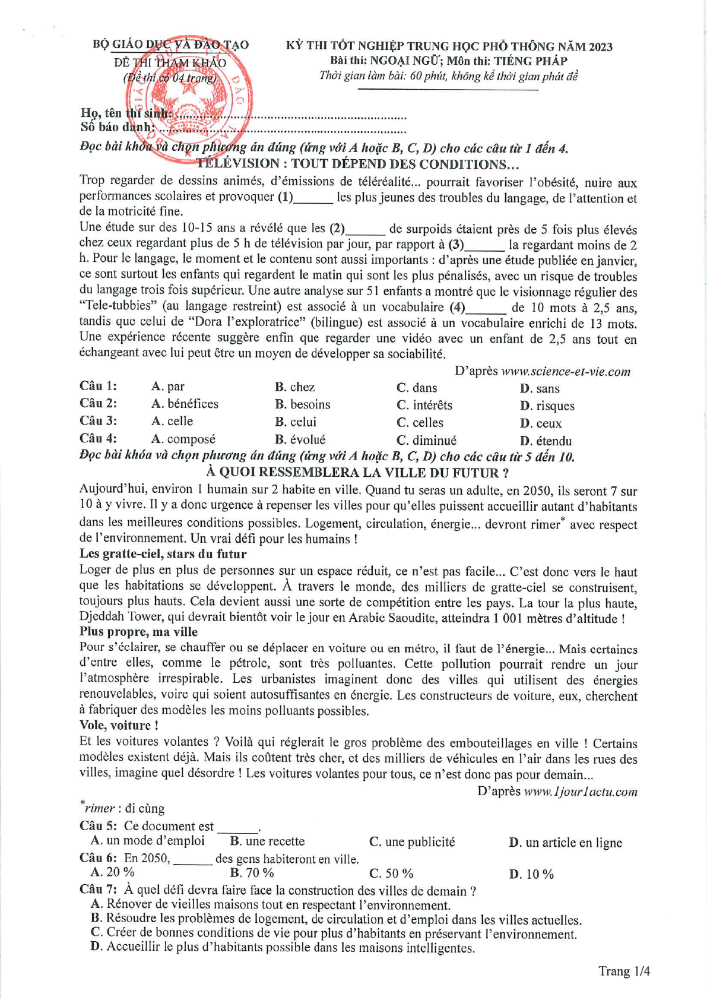 BỘ GIÁO DỤC VÀ ĐÀO TẠO
ĐỀ THI THAM KHẢO
(Đề thi có 04 trang)
KỲ THI TỐT NGHIỆP TRUNG HỌC PHỔ THÔNG NĂM 2023
Bài thi: NGOẠI NGỮ; Môn thi: TIẾNG PHÁP
Thời gian làm bài: 60 phút, không kể thời gian phát đề
Họ, tên thí sinh: ..........................................................................
Số báo danh: ..............................................................................
Đọc bài khóa và chọn phương án đúng (ứng với A hoặc B, C, D) cho các câu từ 1 đến 4.
TÉLÉVISION : TOUT DÉPEND DES CONDITIONS...
Trop regarder de dessins animés, d'émissions de téléréalité... pourrait favoriser l'obésité, nuire aux
performances scolaires et provoquer (1)______ les plus jeunes des troubles du langage, de l'attention et
de la motricité fine.
Une étude sur des 10-15 ans a révélé que les (2)______ de surpoids étaient près de 5 fois plus élevés
chez ceux regardant plus de 5 h de télévision par jour, par rapport à (3)______ la regardant moins de 2
h. Pour le langage, le moment et le contenu sont aussi importants : d'après une étude publiée en janvier,
ce sont surtout les enfants qui regardent le matin qui sont les plus pénalisés, avec un risque de troubles
du langage trois fois supérieur. Une autre analyse sur 51 enfants a montré que le visionnage régulier des
"Tele-tubbies" (au langage restreint) est associé à un vocabulaire (4)______ de 10 mots à 2,5 ans,
tandis que celui de "Dora l'exploratrice" (bilingue) est associé à un vocabulaire enrichi de 13 mots.
Une expérience récente suggère enfin que regarder une vidéo avec un enfant de 2,5 ans tout en
échangeant avec lui peut être un moyen de développer sa sociabilité.
D'après www.science-et-vie.com
Câu 1: A. par B. chez C. dans D. sans
Câu 2: A. bénéfices B. besoins C. intérêts D. risques
Câu 3: A. celle B. celui C. celles D. ceux
Câu 4: A. composé B. évolué C. diminué D. étendu
Đọc bài khóa và chọn phương án đúng (ứng với A hoặc B, C, D) cho các câu từ 5 đến 10.
À QUOI RESSEMBLERA LA VILLE DU FUTUR ?
Aujourd'hui, environ 1 humain sur 2 habite en ville. Quand tu seras un adulte, en 2050, ils seront 7 sur
10 à y vivre. Il y a donc urgence à repenser les villes pour qu'elles puissent accueillir autant d'habitants
dans les meilleures conditions possibles. Logement, circulation, énergie... devront rimer* avec respect
de l'environnement. Un vrai défi pour les humains !
Les gratte-ciel, stars du futur
Loger de plus en plus de personnes sur un espace réduit, ce n'est pas facile... C'est donc vers le haut
que les habitations se développent. À travers le monde, des milliers de gratte-ciel se construisent,
toujours plus hauts. Cela devient aussi une sorte de compétition entre les pays. La tour la plus haute,
Djeddah Tower, qui devrait bientôt voir le jour en Arabie Saoudite, atteindra 1 001 mètres d'altitude !
Plus propre, ma ville
Pour s'éclairer, se chauffer ou se déplacer en voiture ou en métro, il faut de l'énergie... Mais certaines
d'entre elles, comme le pétrole, sont très polluantes. Cette pollution pourrait rendre un jour
l'atmosphère irrespirable. Les urbanistes imaginent donc des villes qui utilisent des énergies
renouvelables, voire qui soient autosuffisantes en énergie. Les constructeurs de voiture, eux, cherchent
à fabriquer des modèles les moins polluants possibles.
Vole, voiture !
Et les voitures volantes ? Voilà qui réglerait le gros problème des embouteillages en ville ! Certains
modèles existent déjà. Mais ils coûtent très cher, et des milliers de véhicules en l'air dans les rues des
villes, imagine quel désordre ! Les voitures volantes pour tous, ce n'est donc pas pour demain...
D'après www.1jour1actu.com
*rimer : đi cùng
Câu 5: Ce document est ______.
A. un mode d'emploi B. une recette C. une publicité D. un article en ligne
Câu 6: En 2050, ______ des gens habiteront en ville.
A. 20 % B. 70 % C. 50 % D. 10 %
Câu 7: À quel défi devra faire face la construction des villes de demain ?
A. Rénover de vieilles maisons tout en respectant l'environnement.
B. Résoudre les problèmes de logement, de circulation et d'emploi dans les villes actuelles.
C. Créer de bonnes conditions de vie pour plus d'habitants en préservant l'environnement.
D. Accueillir le plus d'habitants possible dans les maisons intelligentes.
Trang 1/4